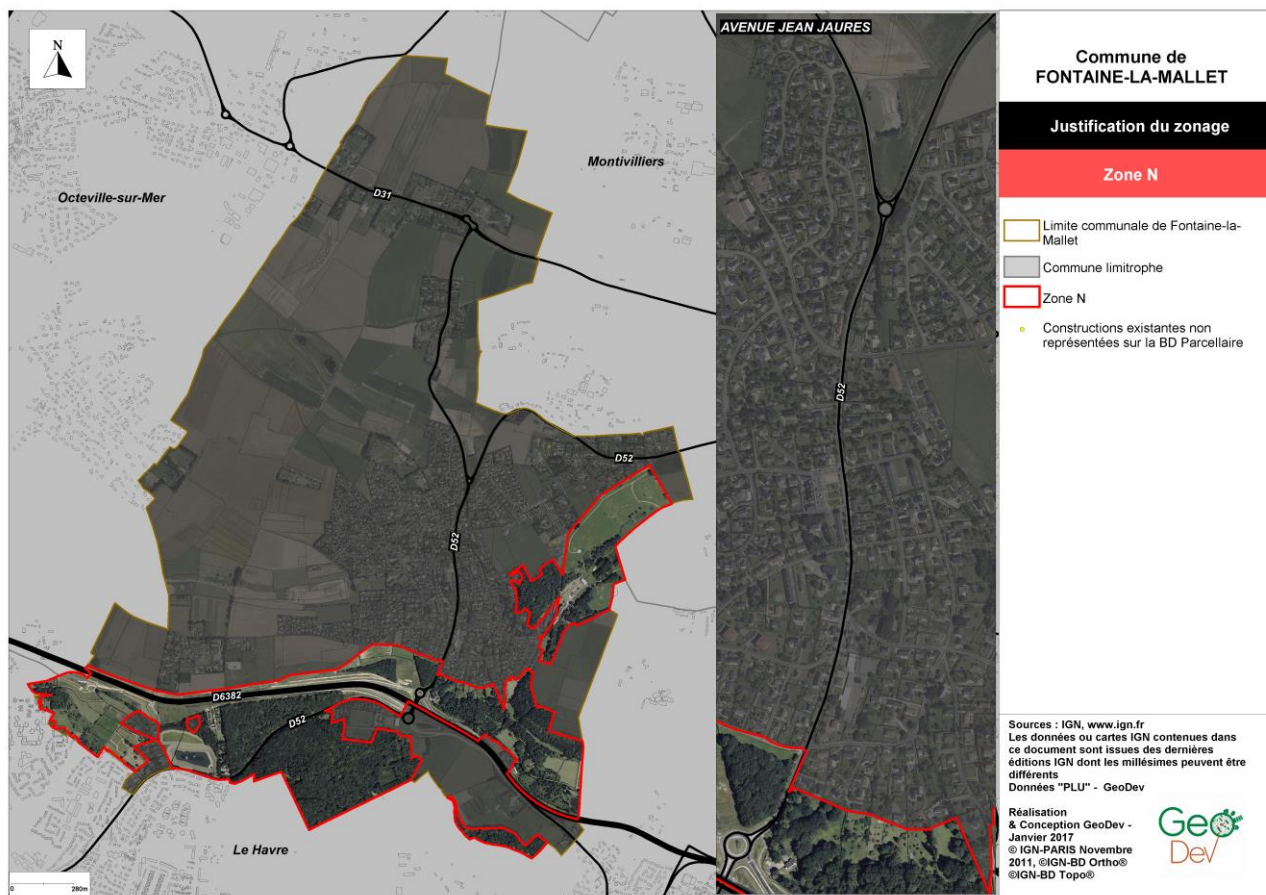 N
Octeville-sur-Mer
Montivilliers
D31
D52
D52
D6382
D52
Le Havre
0
280m
AVENUE JEAN JAURES
D52
Commune de
FONTAINE-LA-MALLET
Justification du zonage
Zone N
Limite communale de Fontaine-la-
Mallet
Commune limitrophe
Zone N
Constructions existantes non
représentées sur la BD Parcellaire
Sources : IGN, www.ign.fr
Les données ou cartes IGN contenues dans
ce document sont issues des dernières
éditions IGN dont les millésimes peuvent être
différents
Données "PLU" - GeoDev
Réalisation
& Conception GeoDev -
Janvier 2017
© IGN-PARIS Novembre
2011, ©IGN-BD Ortho®
©IGN-BD Topo®
Geo
Dev